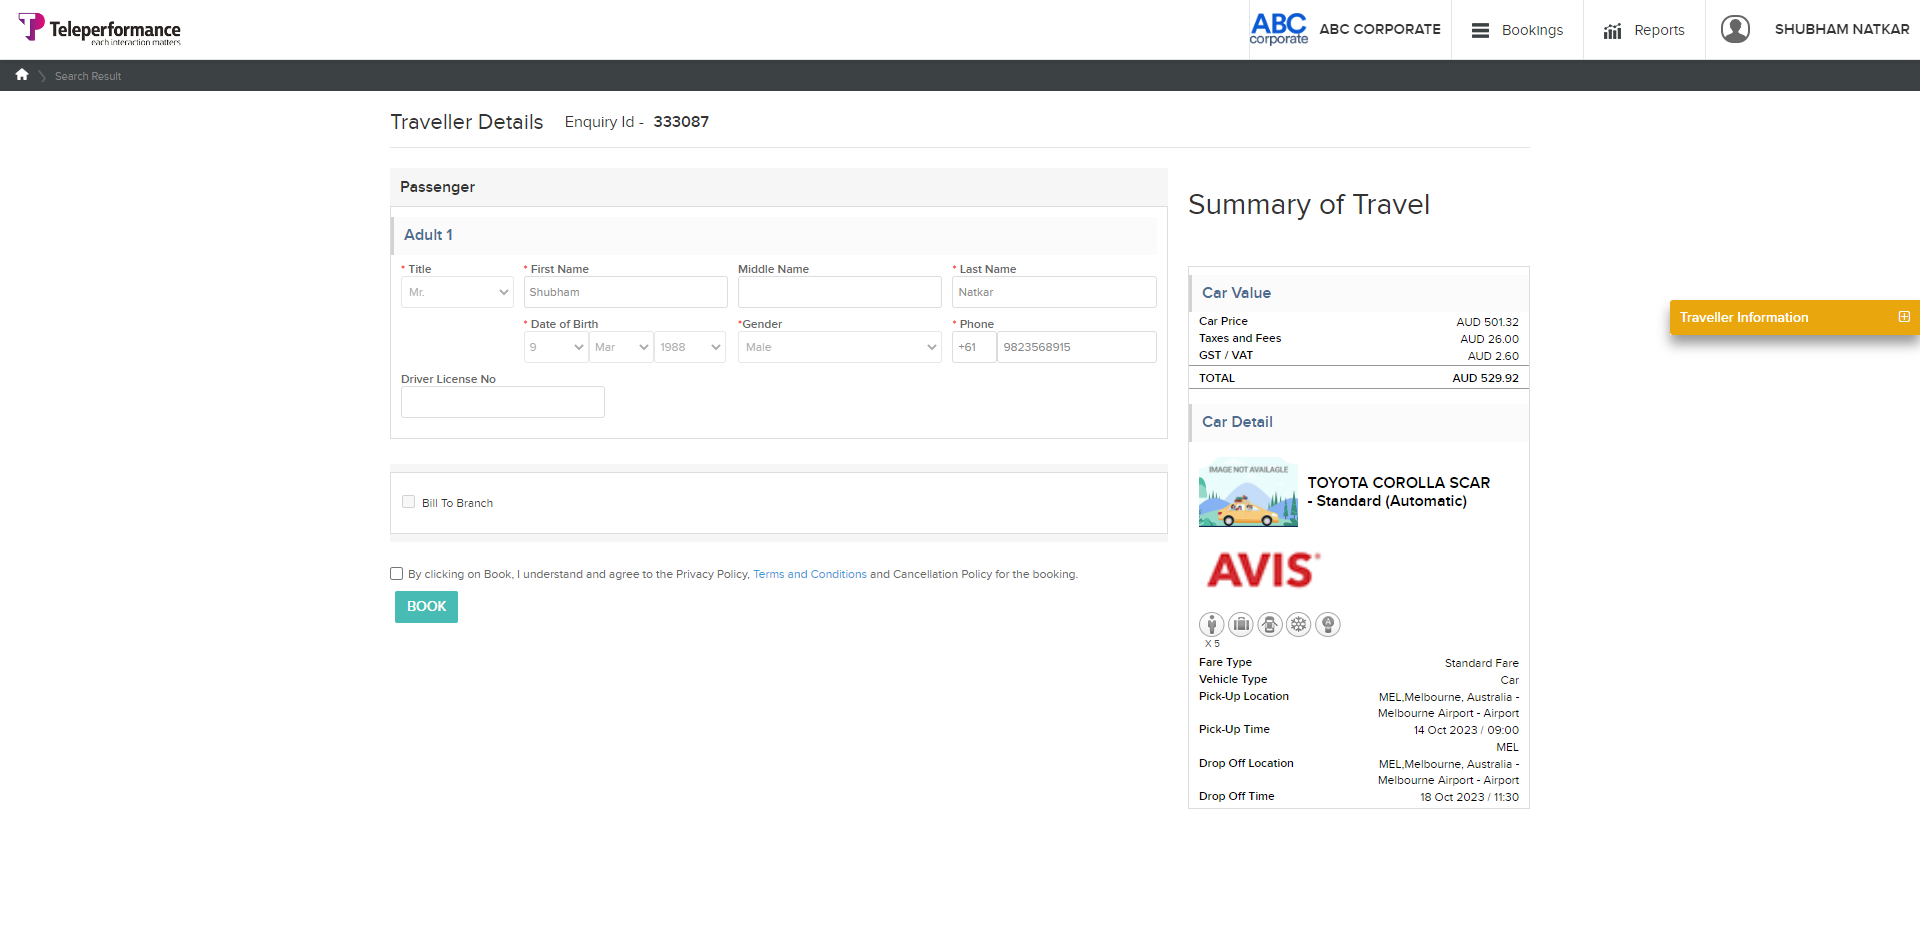 Teleperformance
each interaction matters
ABC
corporate
ABC CORPORATE
Bookings
Reports
SHUBHAM NATKAR
Search Result
Traveller Details Enquiry Id - 333087
Passenger
Adult 1
* Title * First Name Middle Name * Last Name
Mr. Shubham Natkar
* Date of Birth *Gender * Phone
9 Mar 1988 Male +61 9823568915
Driver License No
Bill To Branch
By clicking on Book, I understand and agree to the Privacy Policy, Terms and Conditions and Cancellation Policy for the booking.
BOOK
Summary of Travel
Car Value
Car Price AUD 501.32
Taxes and Fees AUD 26.00
GST / VAT AUD 2.60
TOTAL AUD 529.92
Car Detail
IMAGE NOT AVAILAGLE
TOYOTA COROLLA SCAR
- Standard (Automatic)
AVIS
A
X 5
Fare Type Standard Fare
Vehicle Type Car
Pick-Up Location MEL,Melbourne, Australia -
Melbourne Airport - Airport
Pick-Up Time 14 Oct 2023 / 09:00
MEL
Drop Off Location MEL,Melbourne, Australia -
Melbourne Airport - Airport
Drop Off Time 18 Oct 2023 / 11:30
Traveller Information